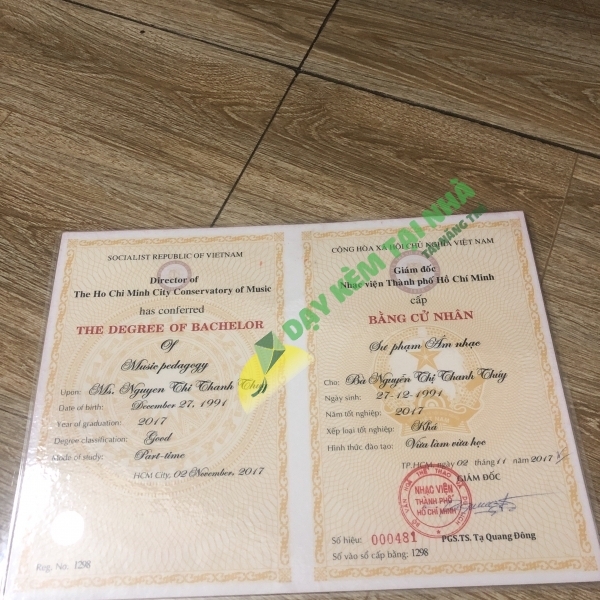 SOCIALIST REPUBLIC OF VIETNAM
Director of
The Ho Chi Minh City Conservatory of Music
has conferred
THE DEGREE OF BACHELOR
Of
Music pedagogy
Upon: Ms. Nguyen Thi Thanh Thuy
Date of birth: December 27, 1991
Year of graduation: 2017
Degree classification: Good
Mode of study: Part-time
HCM City, 02 November, 2017
Reg. No. 1298
CỘNG HÒA XÃ HỘI CHỦ NGHĨA VIỆT NAM
Giám đốc
Nhạc viện Thành phố Hồ Chí Minh
cấp
BẰNG CỬ NHÂN
Sư phạm Âm nhạc
Cho: Bà Nguyễn Thị Thanh Thúy
Ngày sinh: 27-12-1991
Năm tốt nghiệp: 2017
Xếp loại tốt nghiệp: Khá
Hình thức đào tạo: Vừa làm vừa học
TP. HCM, ngày 02 tháng 11 năm 2017
GIÁM ĐỐC
NHẠC VIỆN
THÀNH PHỐ
HỒ CHÍ MINH
PGS.TS. Tạ Quang Đông
Số hiệu: 000481
Số vào sổ cấp bằng: 1298
DẠY KÈM TẠI NHÀ